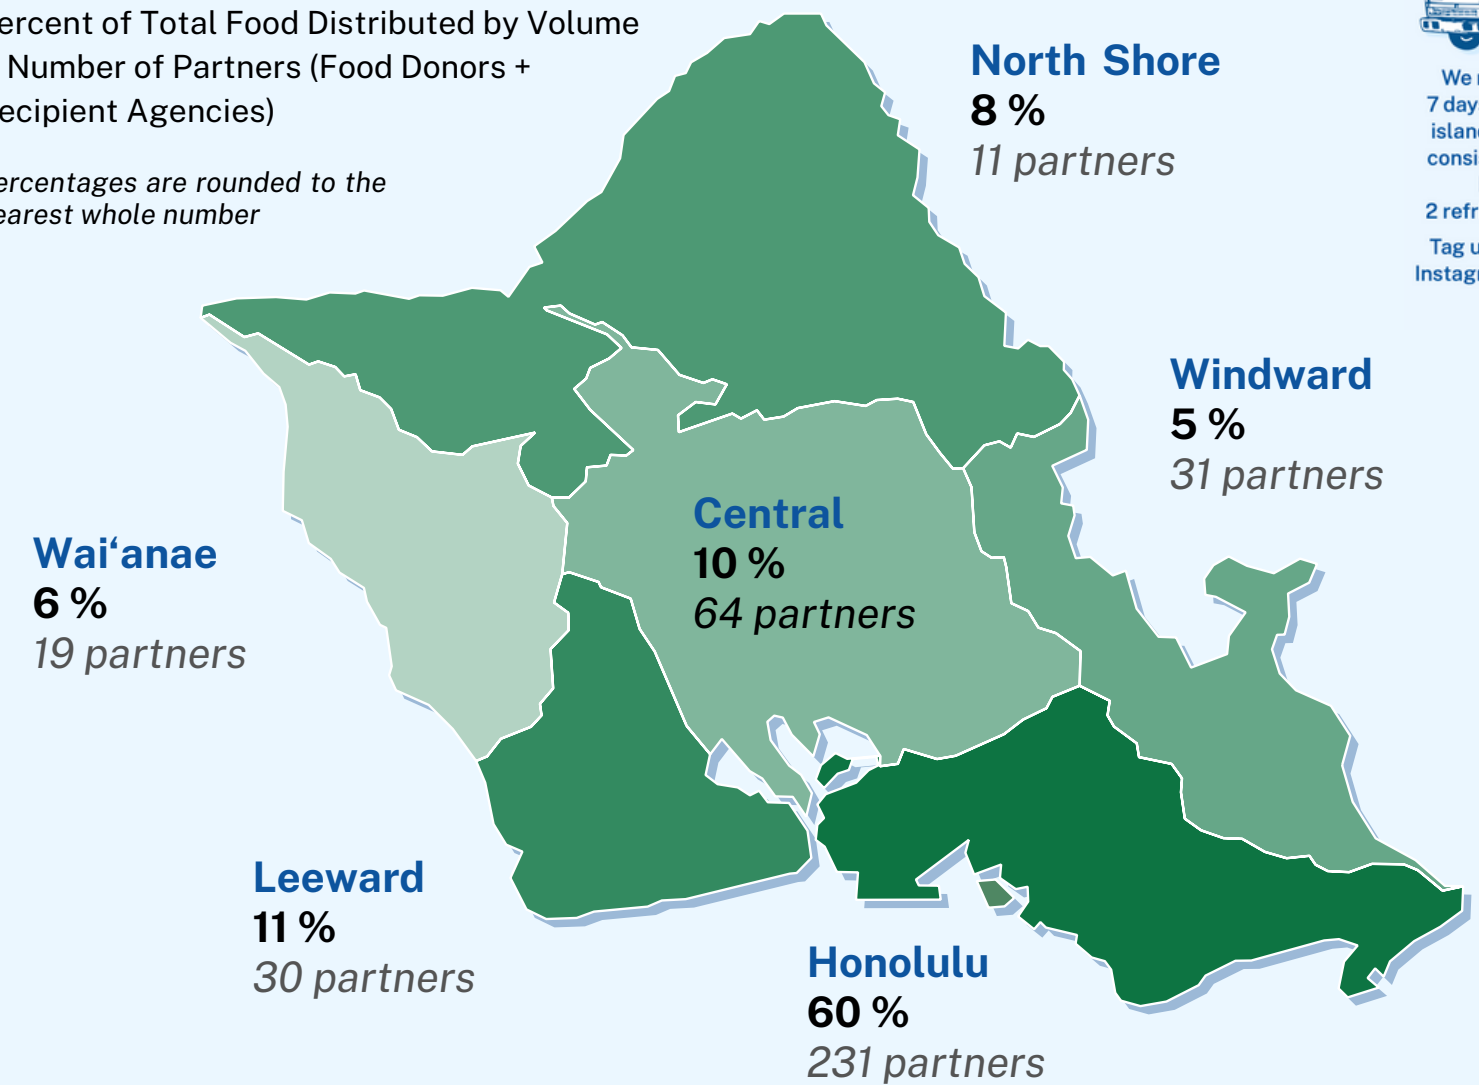 ercent of Total Food Distributed by Volume
Number of Partners (Food Donors +
ecipient Agencies)
ercentages are rounded to the
earest whole number
North Shore
8 %
11 partners
We
7 day
islan
consi
2 refr
Tag u
Instagr
Windward
5 %
31 partners
Central
10 %
64 partners
Wai‘anae
6 %
19 partners
Leeward
11 %
30 partners
Honolulu
60 %
231 partners